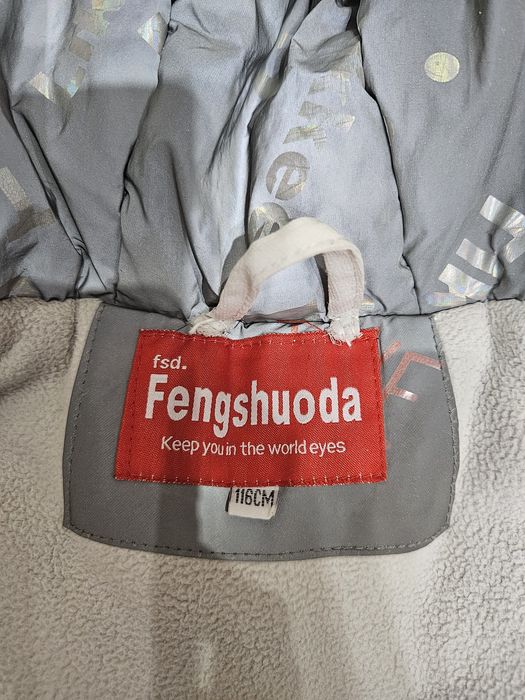 fsd.
Fengshuoda
Keep you in the world eyes
116CM